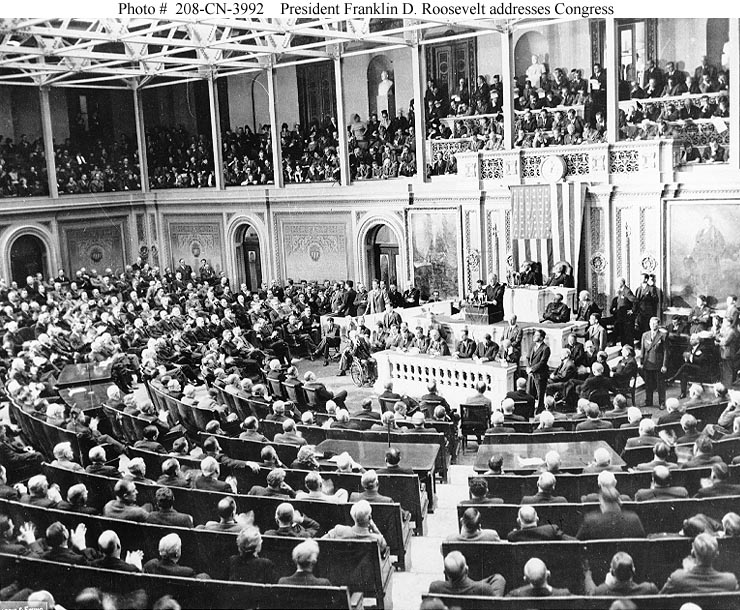 Photo # 208-CN-3992 President Franklin D. Roosevelt addresses Congress